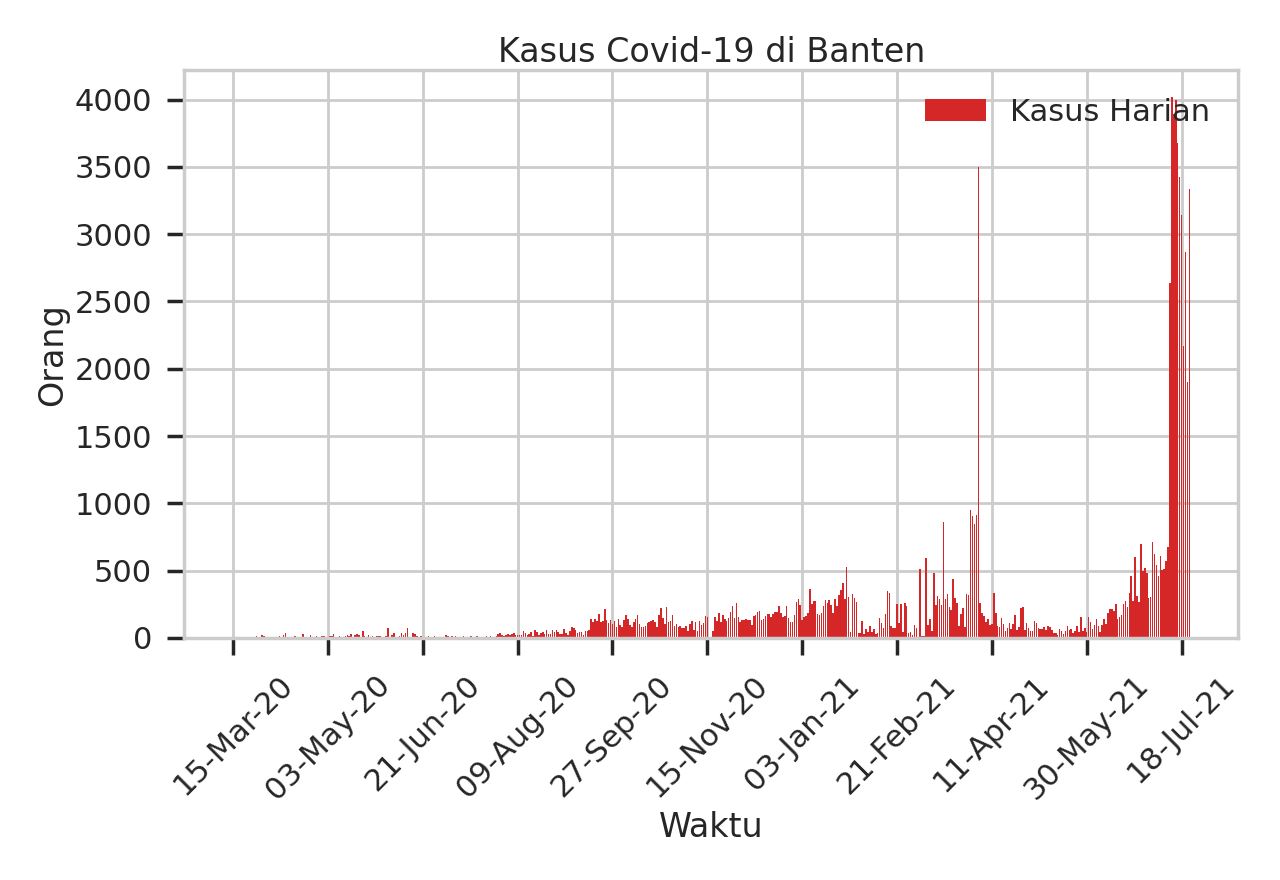 Kasus Covid-19 di Banten
Kasus Harian
4000
3500
3000
2500
2000
1500
1000
500
0
Orang
15-Mar-20
03-May-20
21-Jun-20
09-Aug-20
27-Sep-20
15-Nov-20
03-Jan-21
21-Feb-21
11-Apr-21
30-May-21
18-Jul-21
Waktu